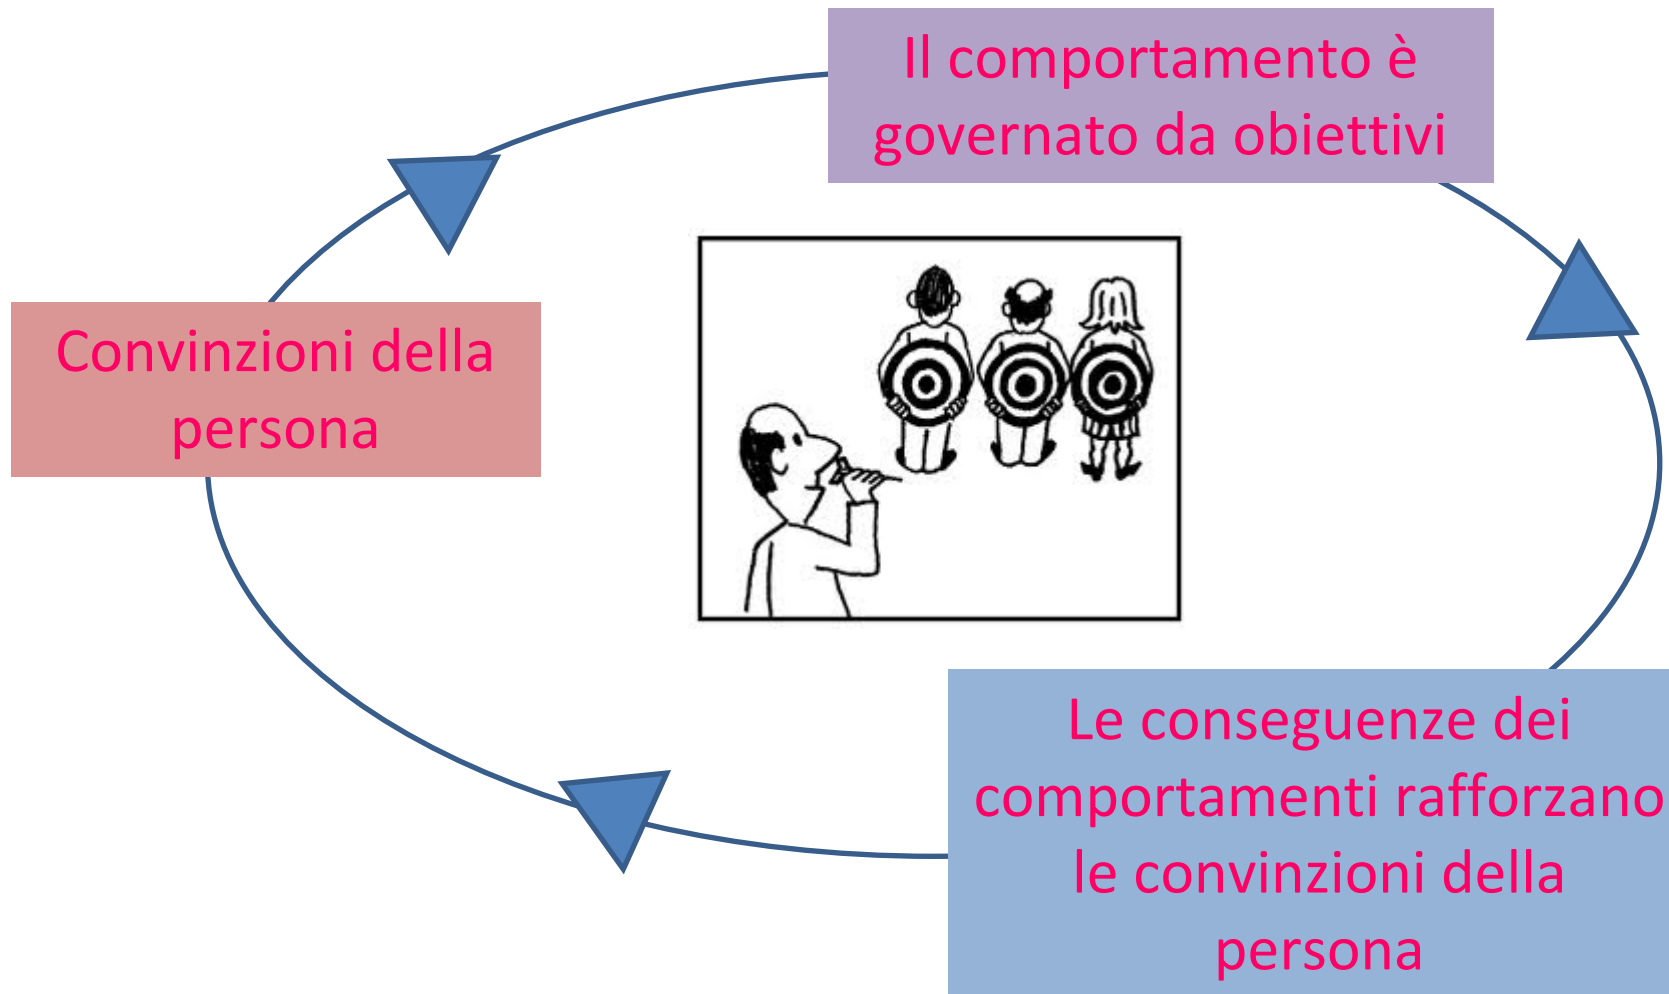 Il comportamento è
governato da obiettivi
Convinzioni della
persona
Le conseguenze dei
comportamenti rafforzano
le convinzioni della
persona